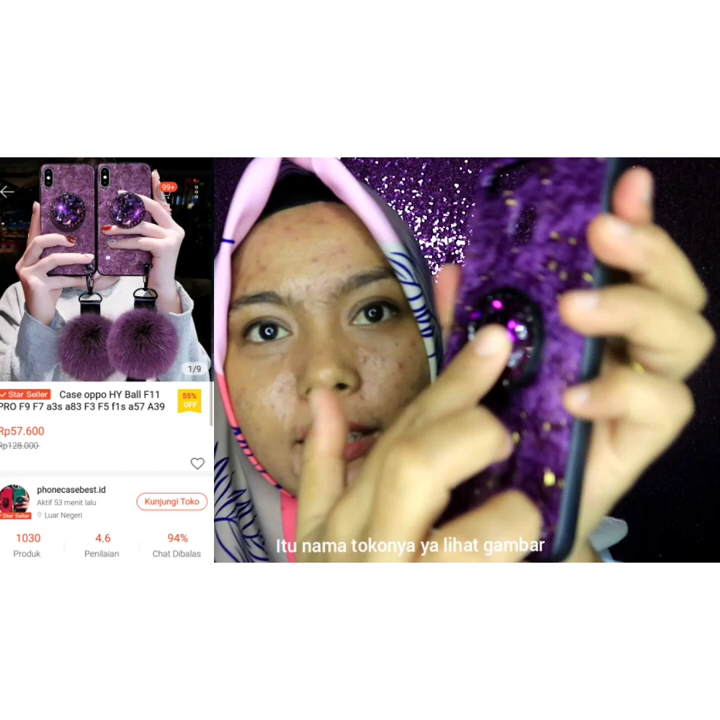 99+
1/9
Star Seller Case oppo HY Ball F11
PRO F9 F7 a3s a83 F3 F5 f1s a57 A39
55%
OFF
Rp57.600
Rp128.000
phonecasebest.id
Aktif 53 menit lalu
Luar Negeri
Star Seller
Kunjungi Toko
1030
4.6
94%
Produk
Penilaian
Chat Dibalas
Itu nama tokonya ya lihat gambar